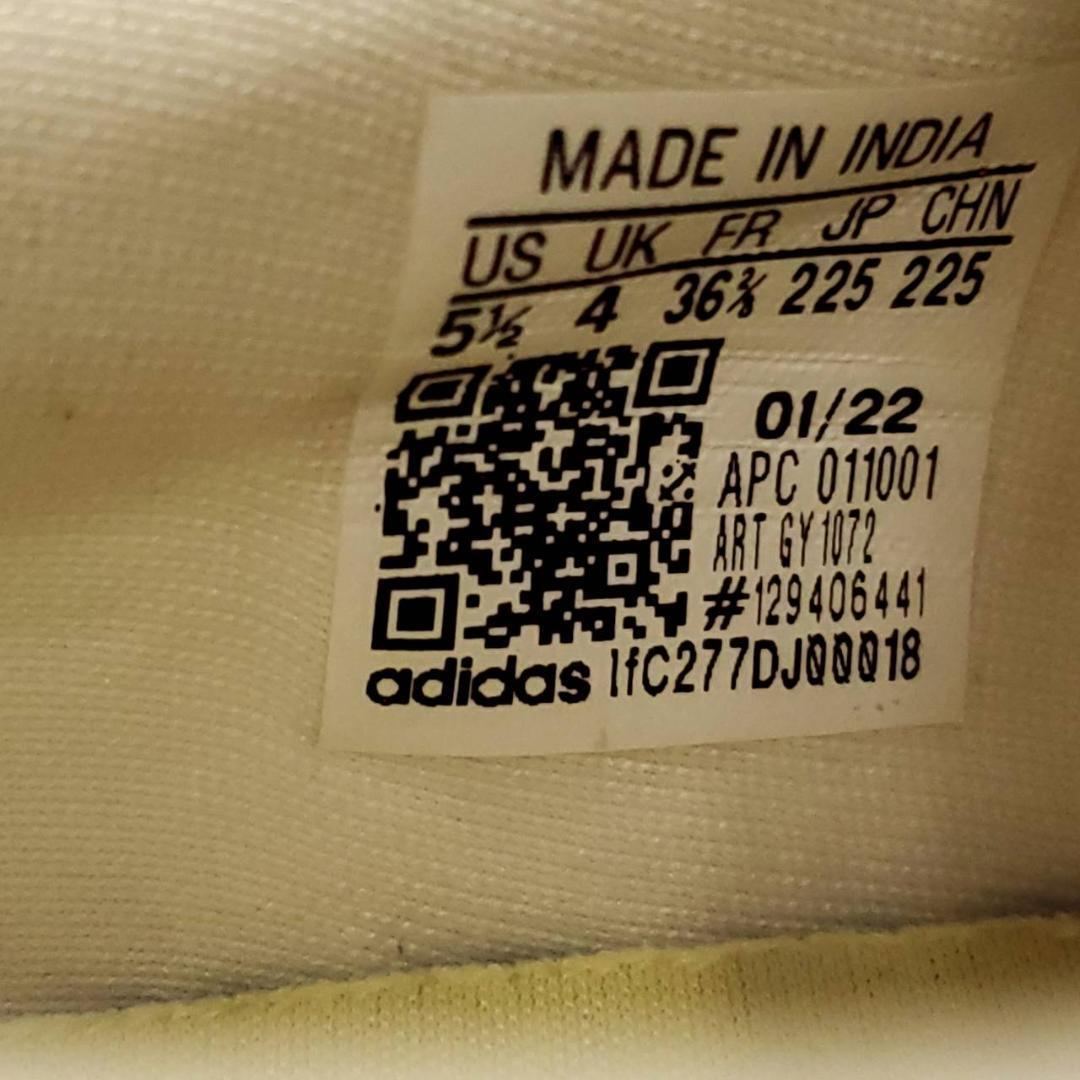 MADE IN INDIA
US UK FR JP CHN
5½ 4 36⅔ 225 225
01/22
APC 011001
ART GY1072
#129406441
adidas IfC277DJ00018